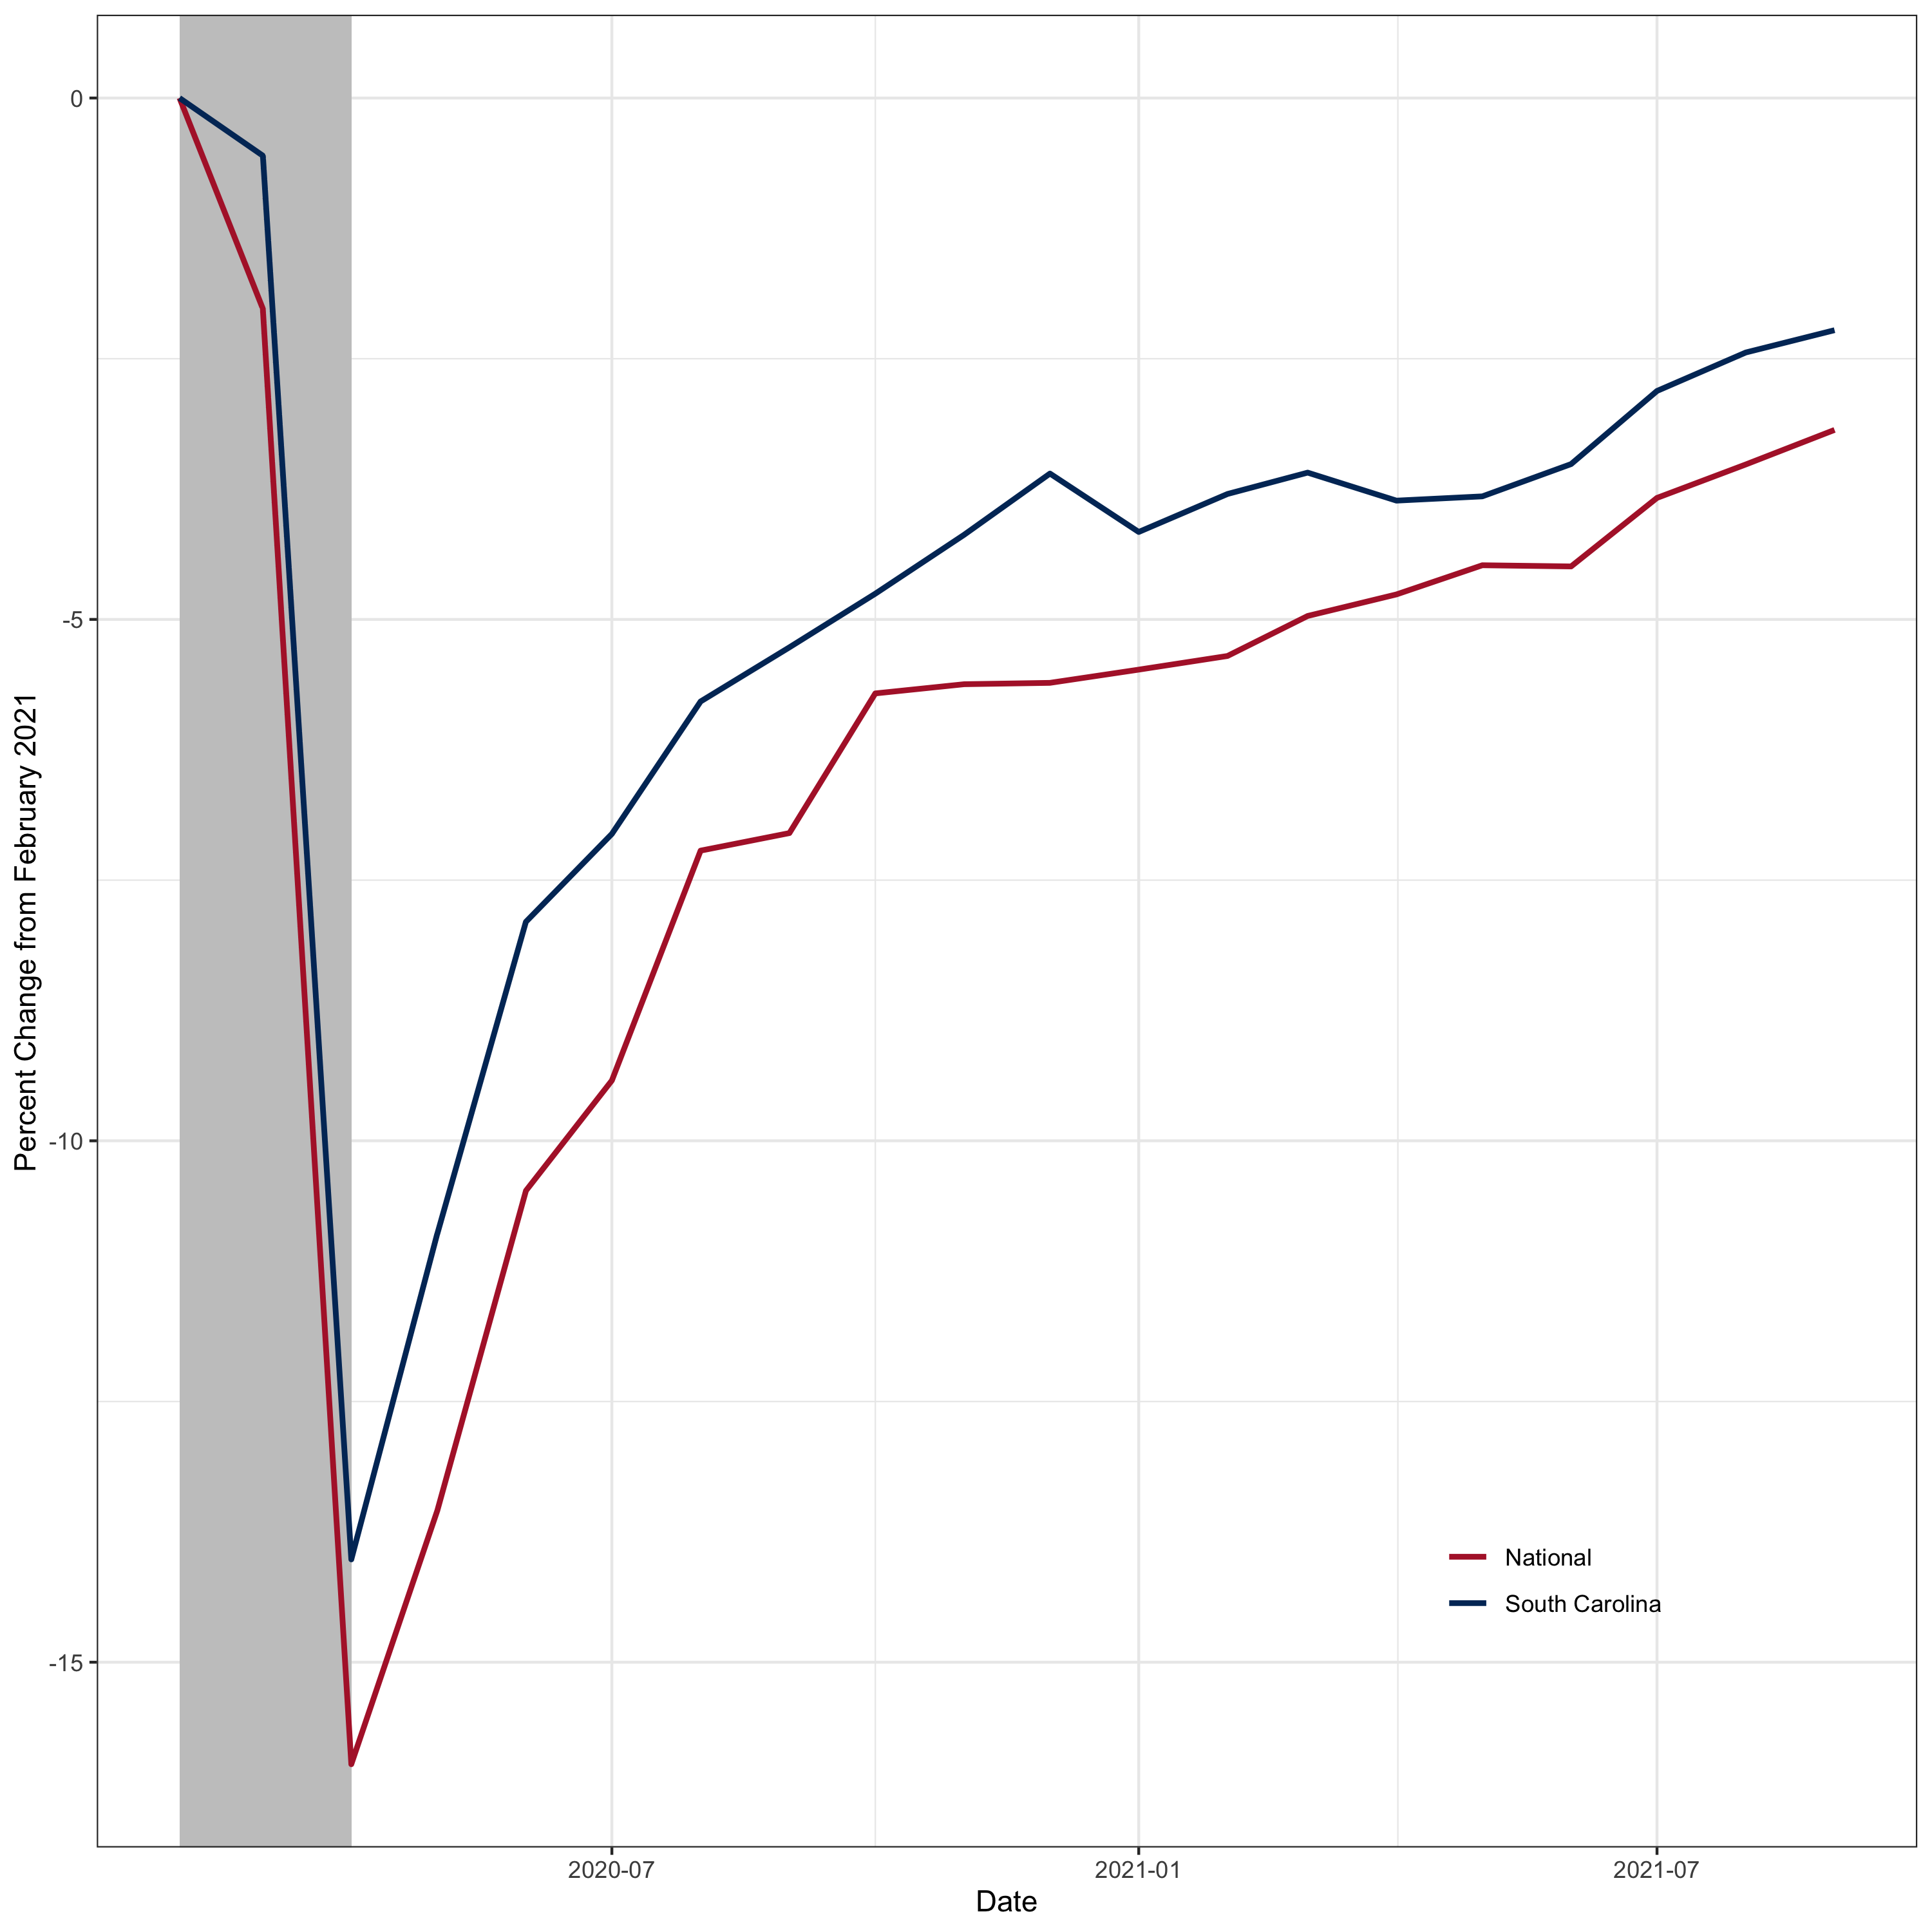 Percent Change from February 2021
0
-5
-10
-15
National
South Carolina
2020-07
2021-01
2021-07
Date